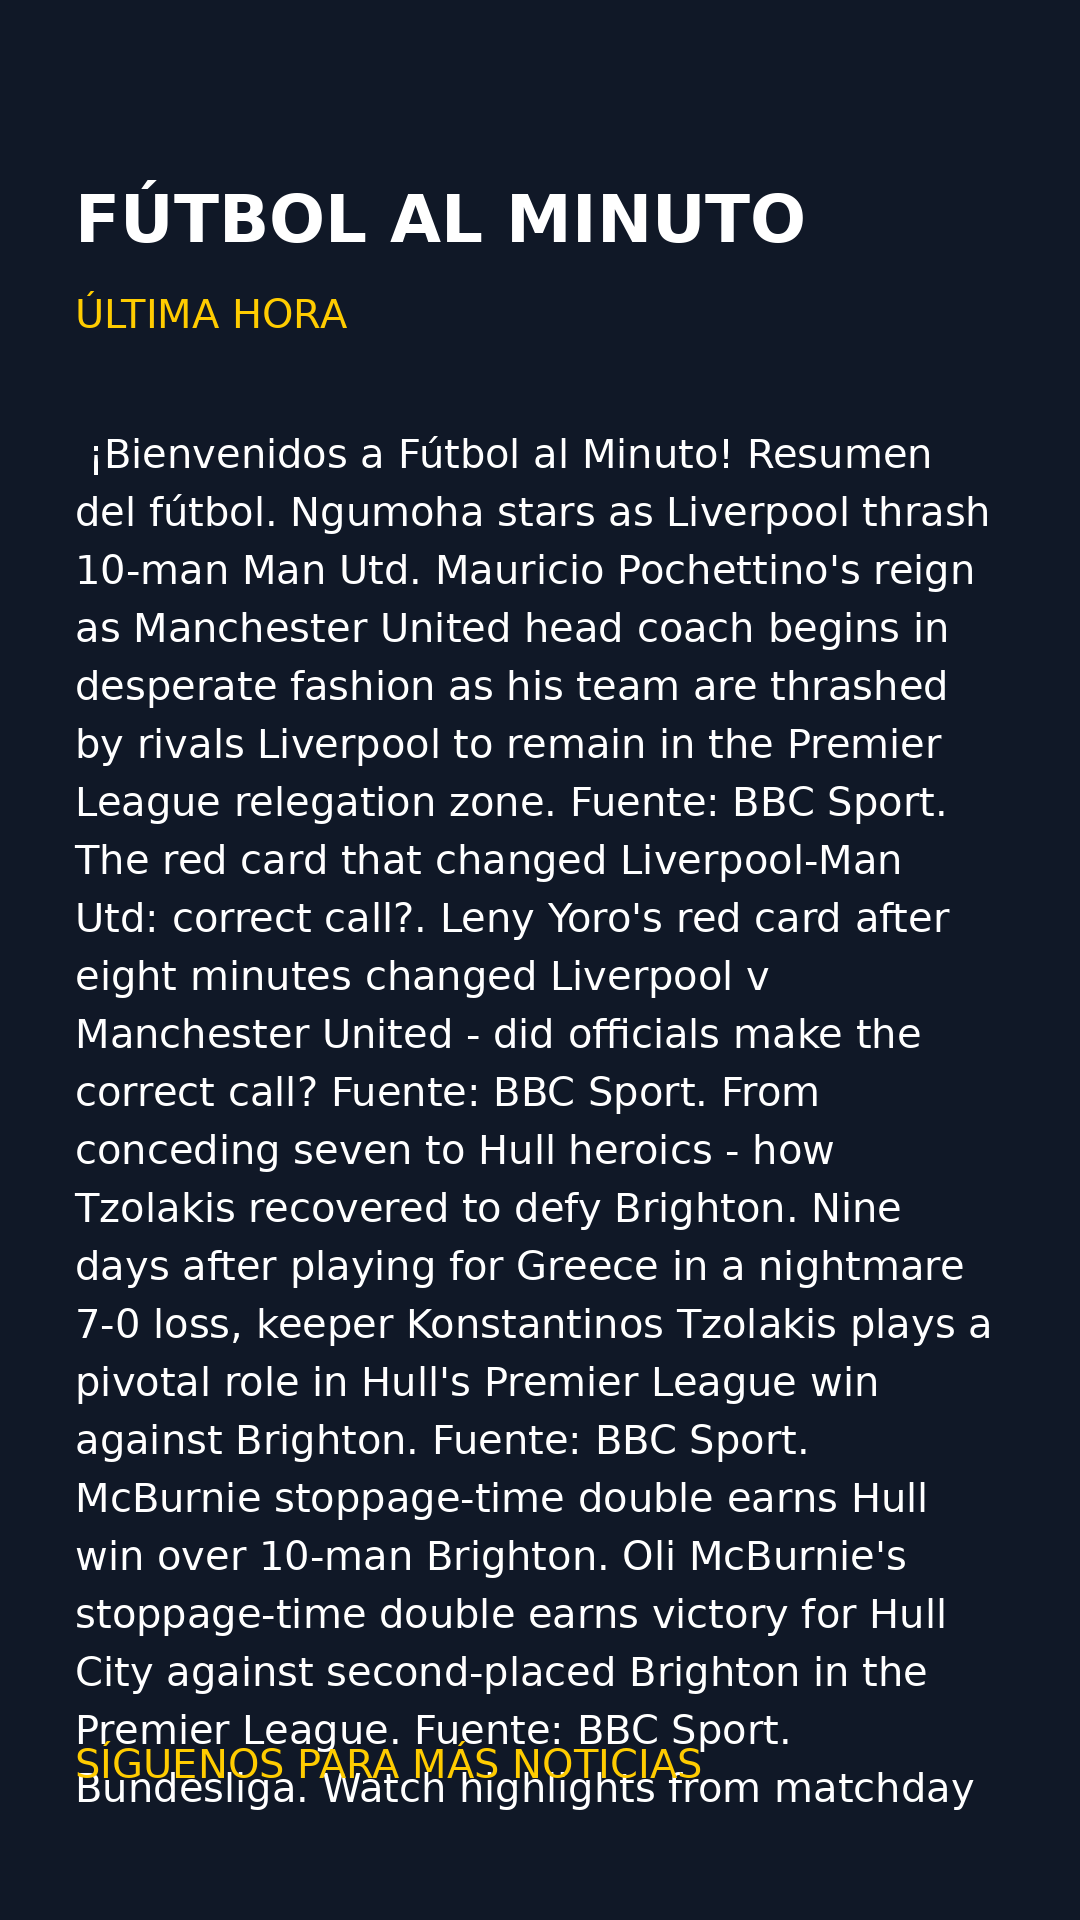 FÚTBOL AL MINUTO
ÚLTIMA HORA
¡Bienvenidos a Fútbol al Minuto! Resumen
del fútbol. Ngumoha stars as Liverpool thrash
10-man Man Utd. Mauricio Pochettino's reign
as Manchester United head coach begins in
desperate fashion as his team are thrashed
by rivals Liverpool to remain in the Premier
League relegation zone. Fuente: BBC Sport.
The red card that changed Liverpool-Man
Utd: correct call?. Leny Yoro's red card after
eight minutes changed Liverpool v
Manchester United - did officials make the
correct call? Fuente: BBC Sport. From
conceding seven to Hull heroics - how
Tzolakis recovered to defy Brighton. Nine
days after playing for Greece in a nightmare
7-0 loss, keeper Konstantinos Tzolakis plays a
pivotal role in Hull's Premier League win
against Brighton. Fuente: BBC Sport.
McBurnie stoppage-time double earns Hull
win over 10-man Brighton. Oli McBurnie's
stoppage-time double earns victory for Hull
City against second-placed Brighton in the
Premier League. Fuente: BBC Sport.
SÍGUENOS PARA MÁS NOTICIAS
Bundesliga. Watch highlights from matchday